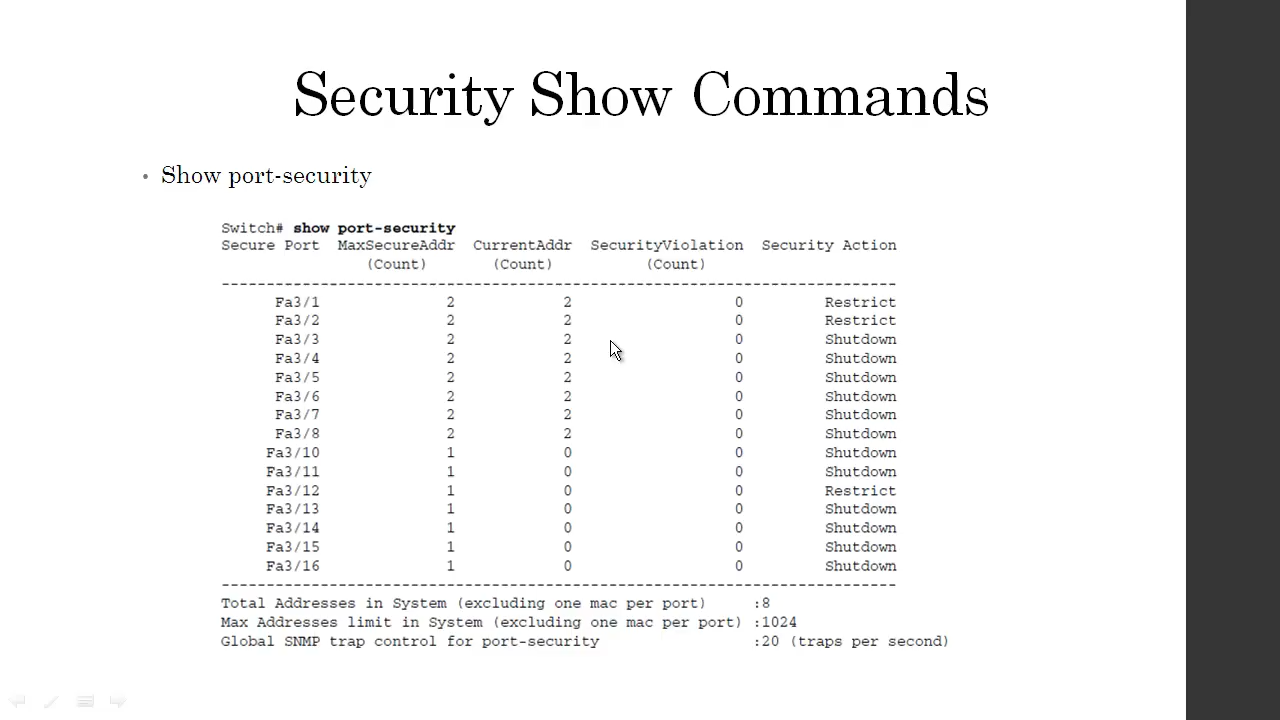 Security Show Commands
• Show port-security
Switch# show port-security
Secure Port  MaxSecureAddr  CurrentAddr  SecurityViolation  Security Action
(Count)  (Count)  (Count)
---------------------------------------------------------------------------
Fa3/1  2  2  0  Restrict
Fa3/2  2  2  0  Restrict
Fa3/3  2  2  0  Shutdown
Fa3/4  2  2  0  Shutdown
Fa3/5  2  2  0  Shutdown
Fa3/6  2  2  0  Shutdown
Fa3/7  2  2  0  Shutdown
Fa3/8  2  2  0  Shutdown
Fa3/10  1  0  0  Shutdown
Fa3/11  1  0  0  Shutdown
Fa3/12  1  0  0  Restrict
Fa3/13  1  0  0  Shutdown
Fa3/14  1  0  0  Shutdown
Fa3/15  1  0  0  Shutdown
Fa3/16  1  0  0  Shutdown
---------------------------------------------------------------------------
Total Addresses in System (excluding one mac per port)     :8
Max Addresses limit in System (excluding one mac per port) :1024
Global SNMP trap control for port-security                 :20 (traps per second)